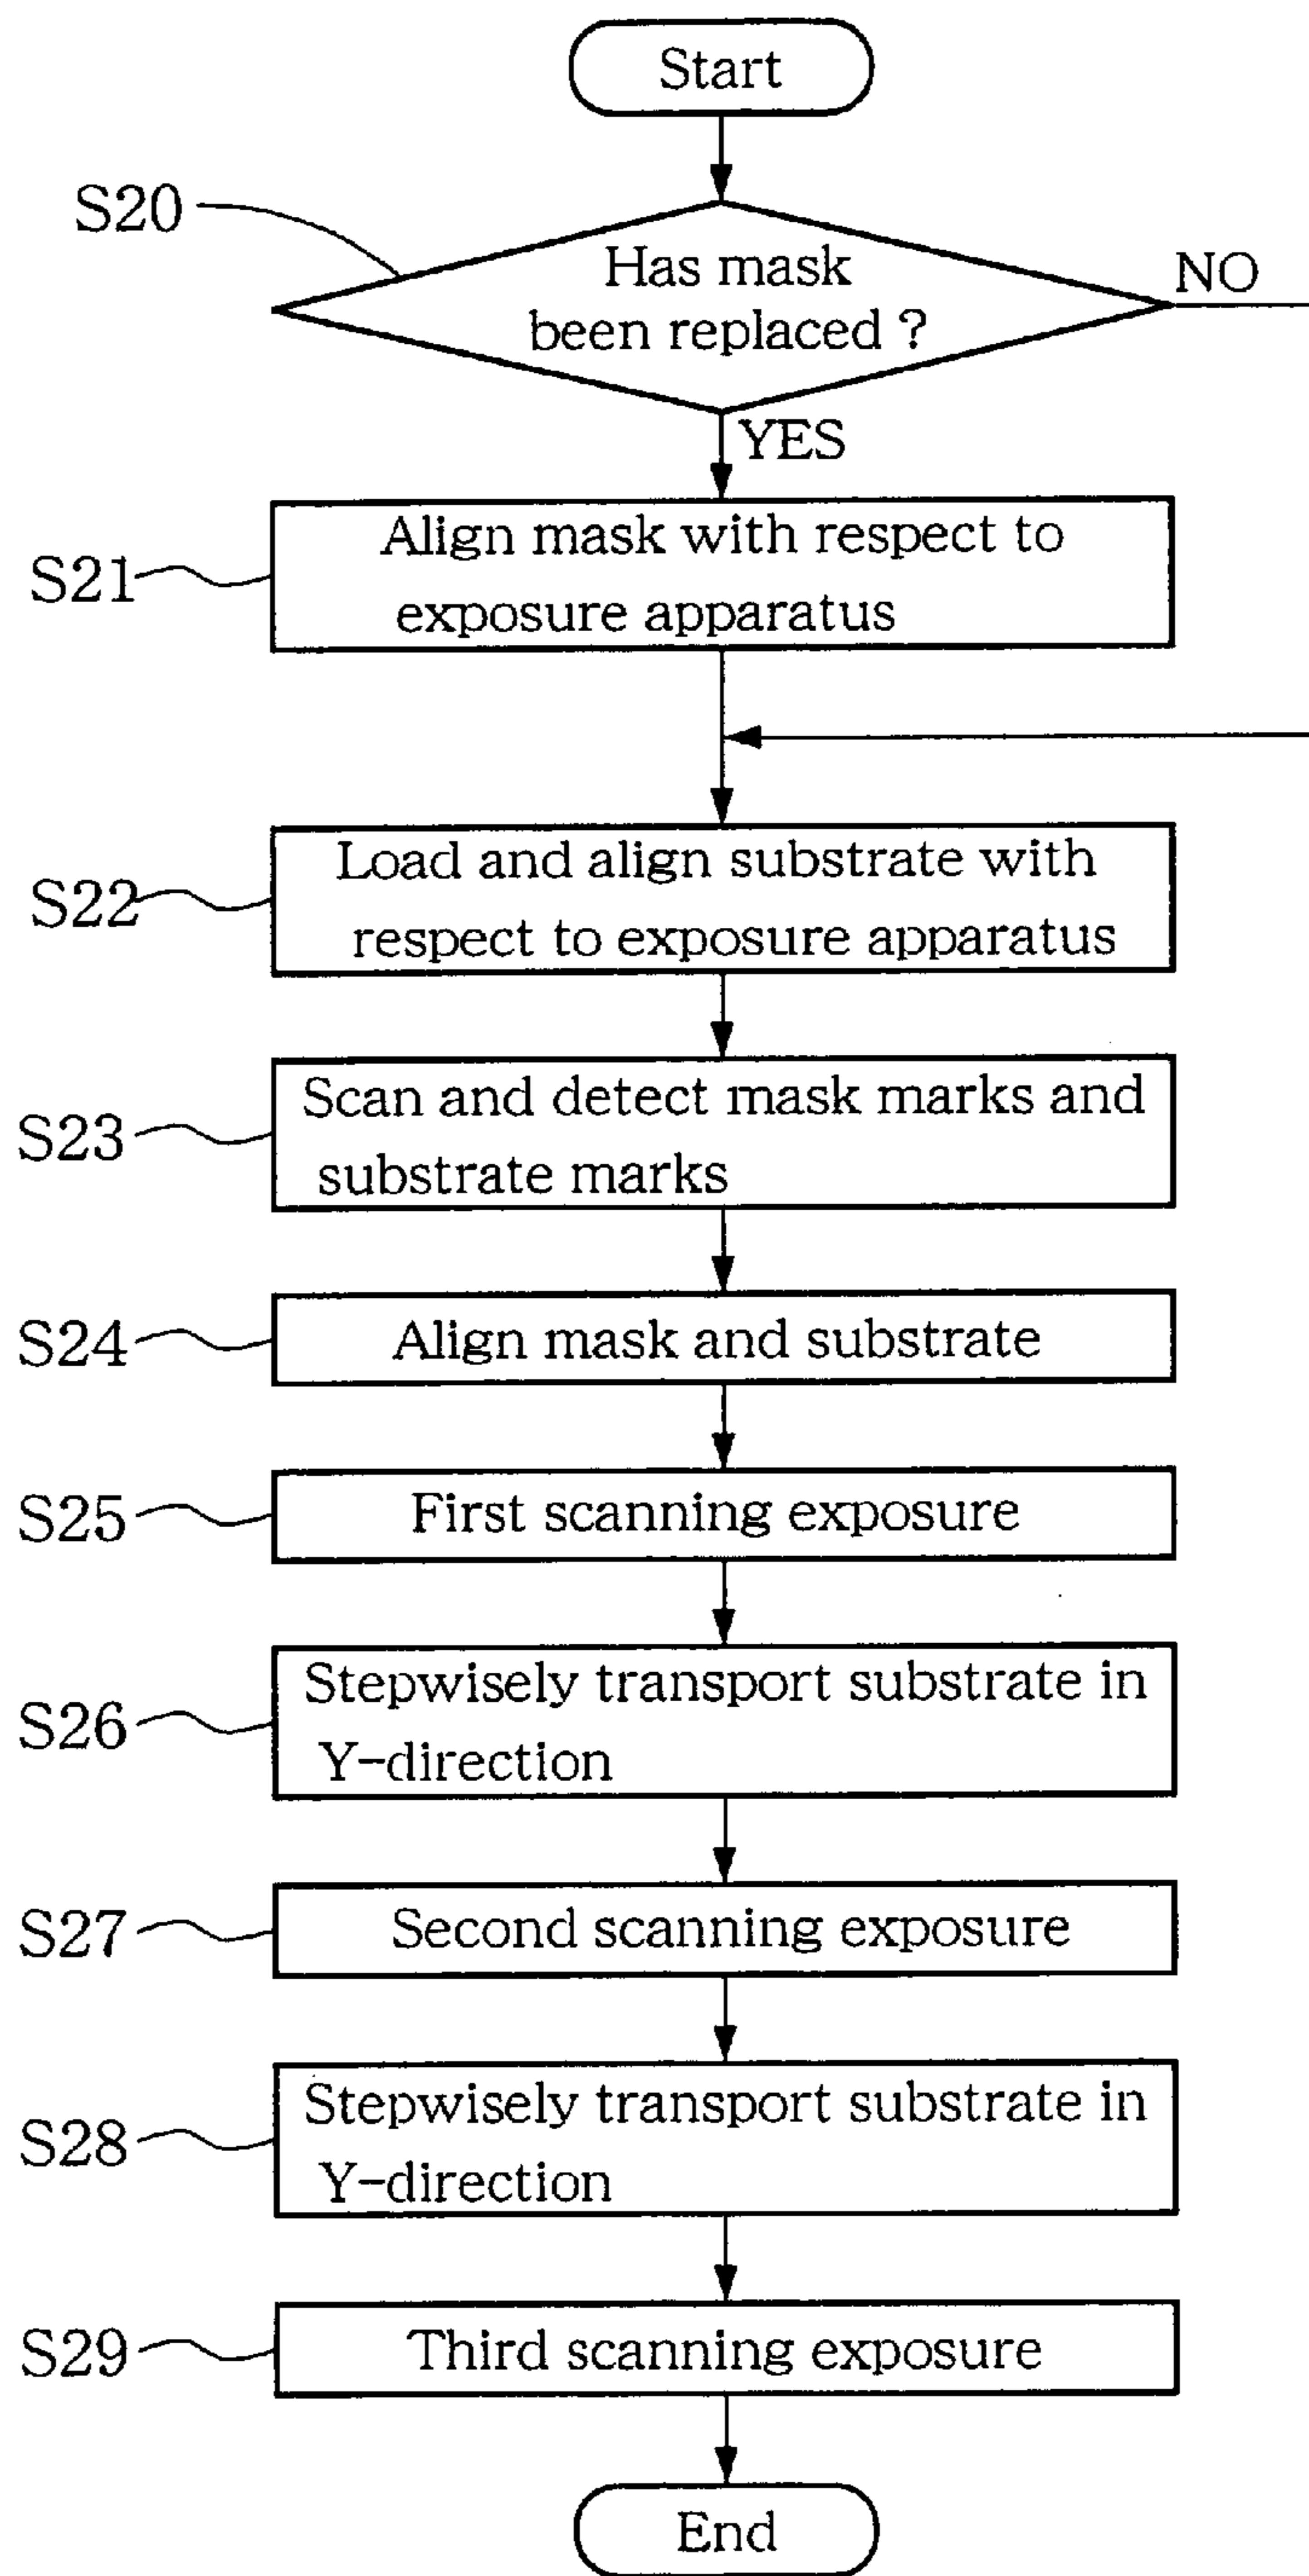 Start
S20
Has mask
been replaced ?
NO
YES
S21
Align mask with respect to
exposure apparatus
S22
Load and align substrate with
respect to exposure apparatus
S23
Scan and detect mask marks and
substrate marks
S24
Align mask and substrate
S25
First scanning exposure
S26
Stepwisely transport substrate in
Y-direction
S27
Second scanning exposure
S28
Stepwisely transport substrate in
Y-direction
S29
Third scanning exposure
End